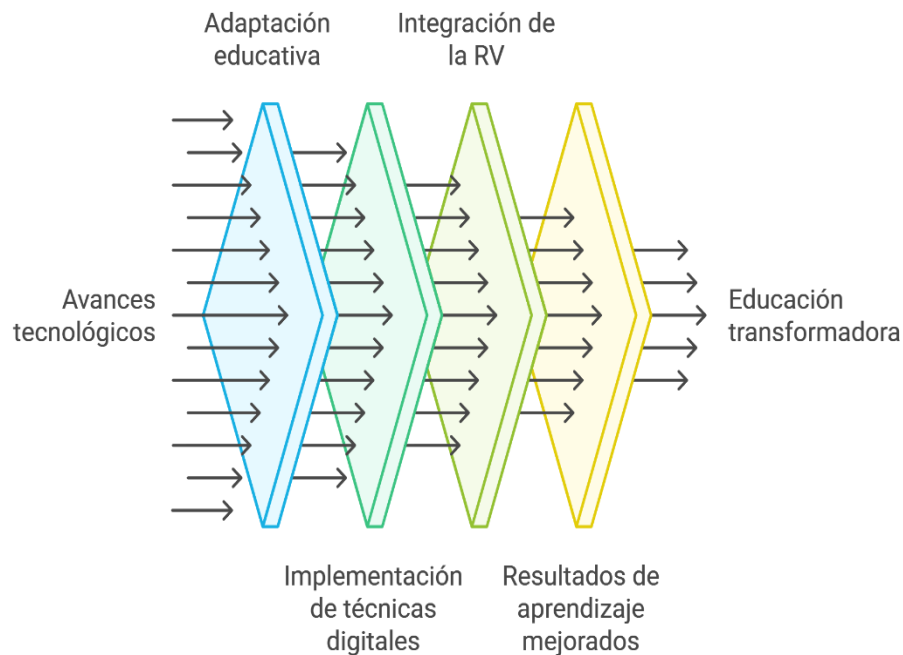 Adaptación
educativa
Integración de
la RV
Avances
tecnológicos
Educación
transformadora
Implementación
de técnicas
digitales
Resultados de
aprendizaje
mejorados